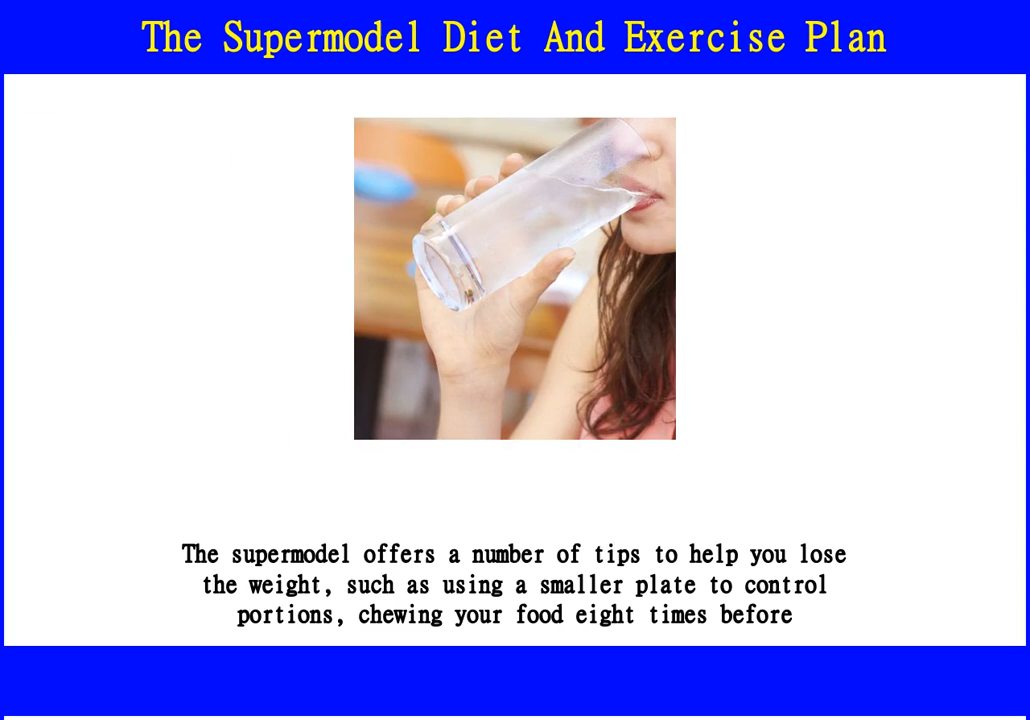 The Supermodel Diet And Exercise Plan
The supermodel offers a number of tips to help you lose
the weight, such as using a smaller plate to control
portions, chewing your food eight times before